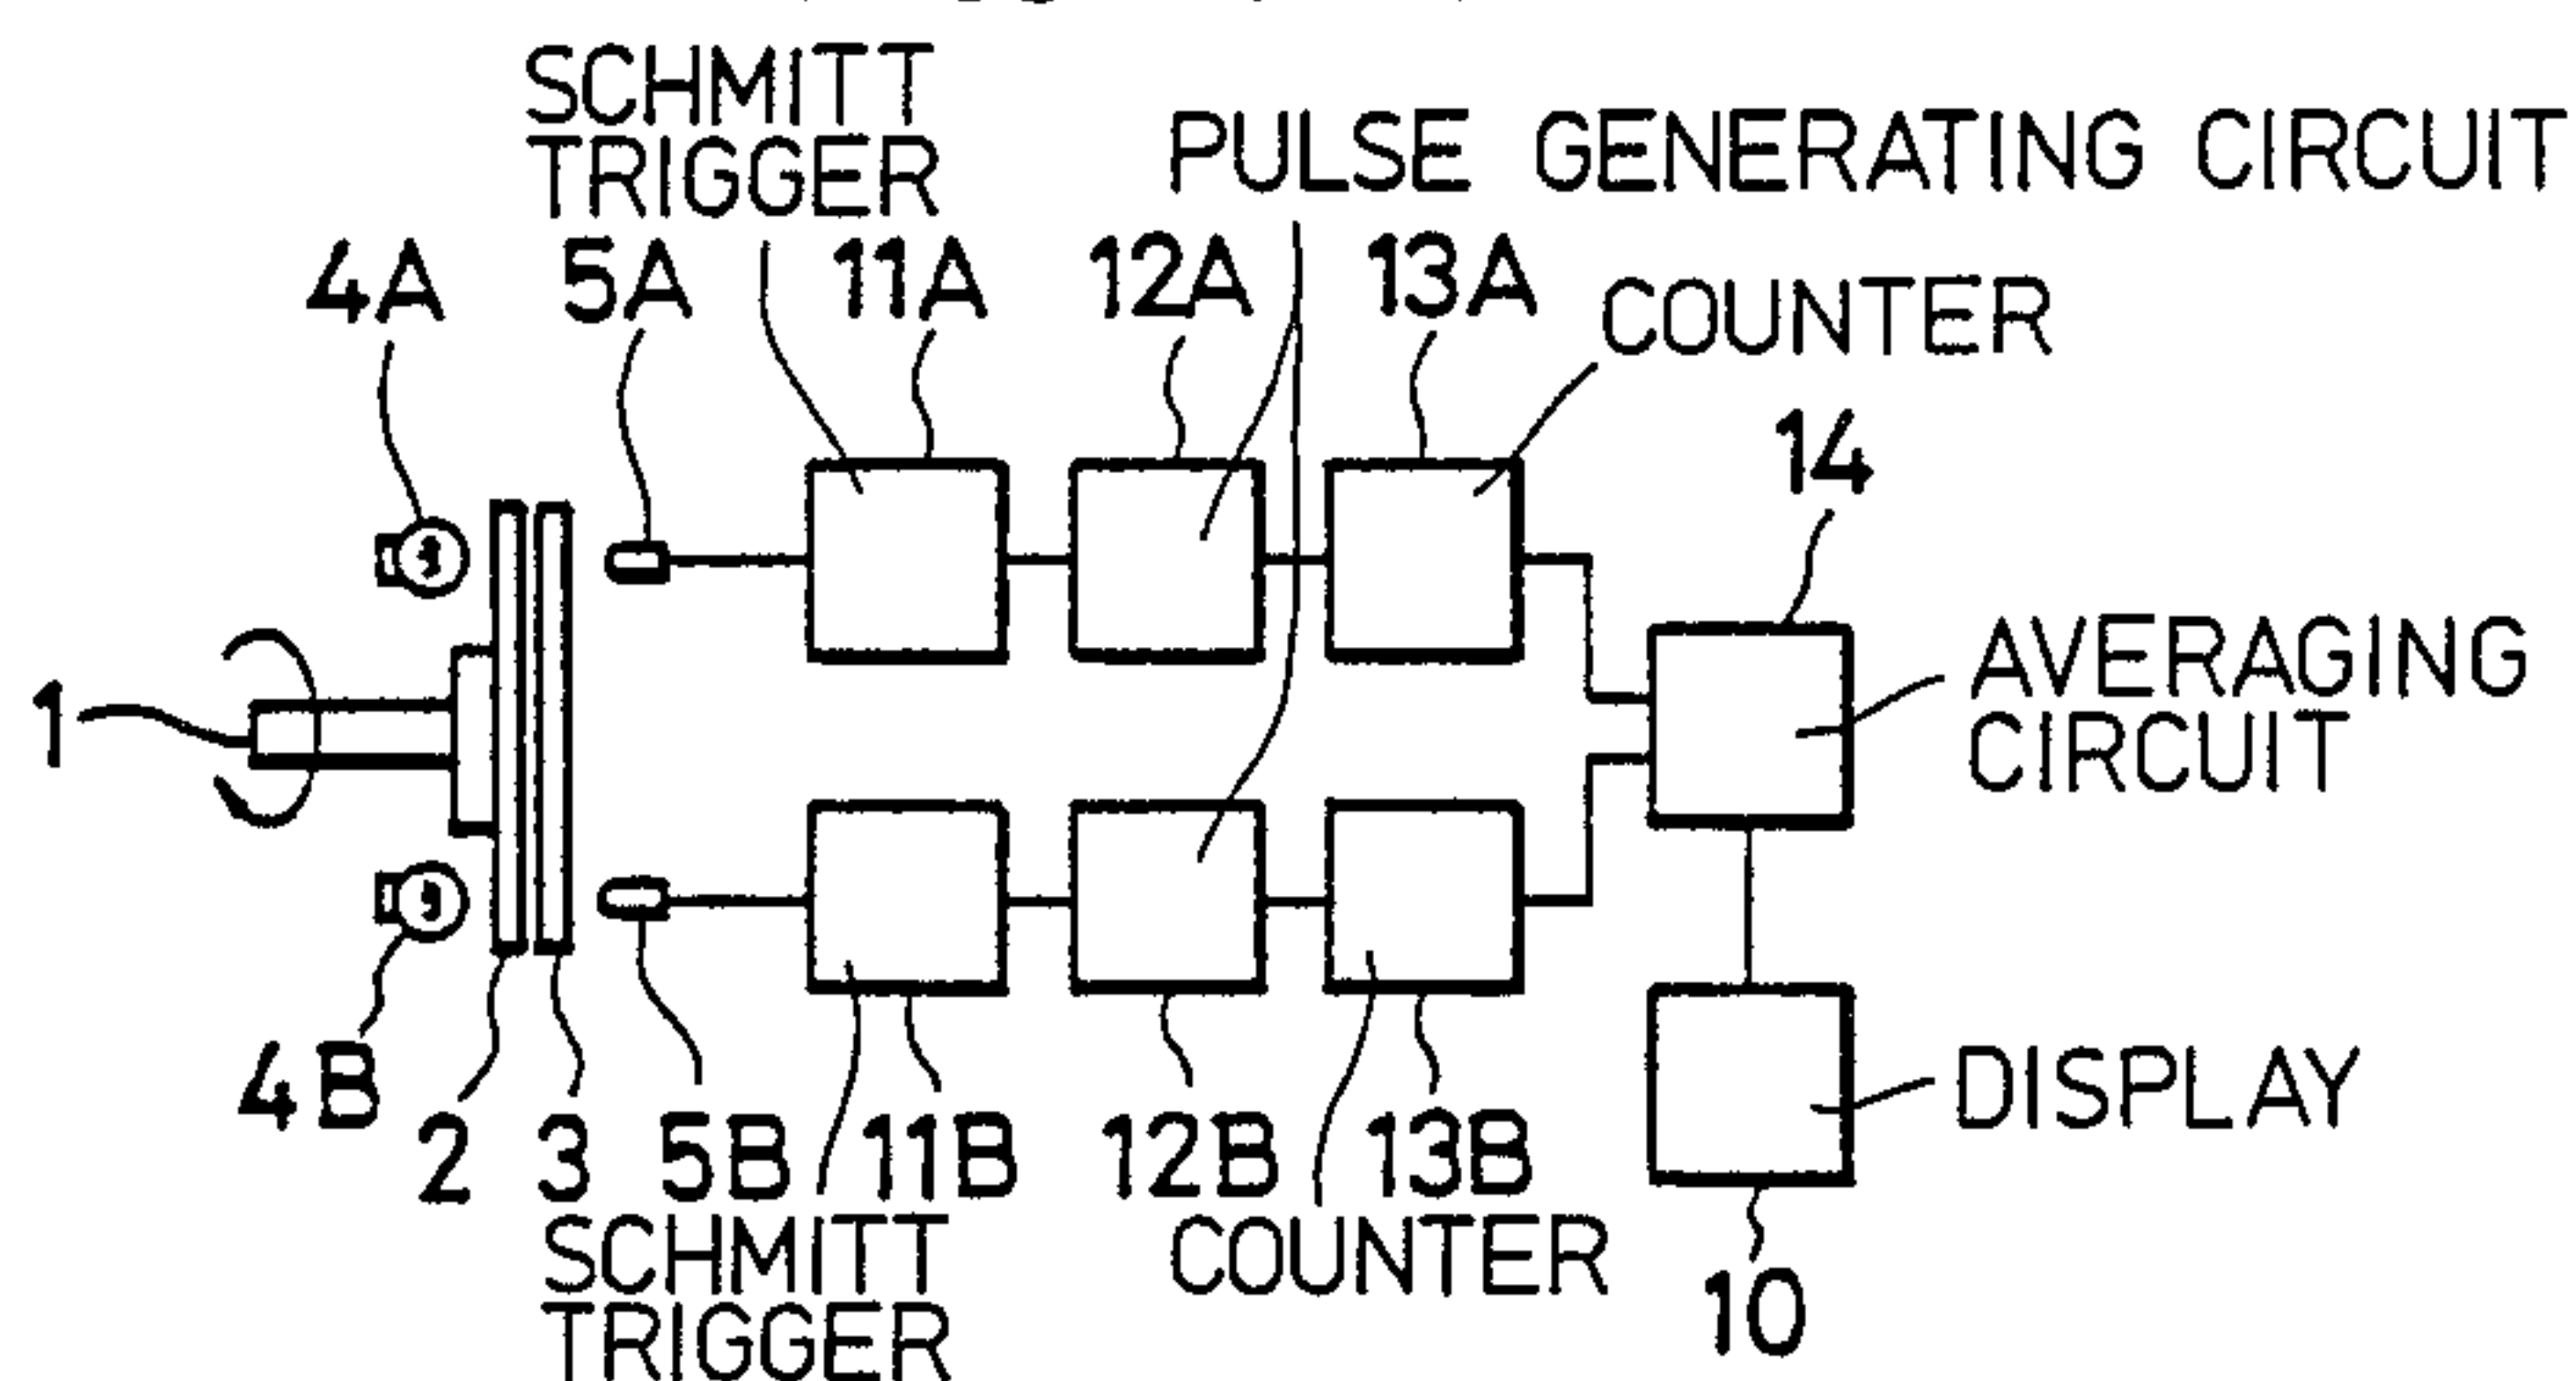 SCHMITT
TRIGGER
PULSE GENERATING CIRCUIT
4A
5A
11A
12A
13A
COUNTER
14
1
AVERAGING
CIRCUIT
4B
2
3
5B
11B
12B
13B
DISPLAY
SCHMITT
TRIGGER
COUNTER
10